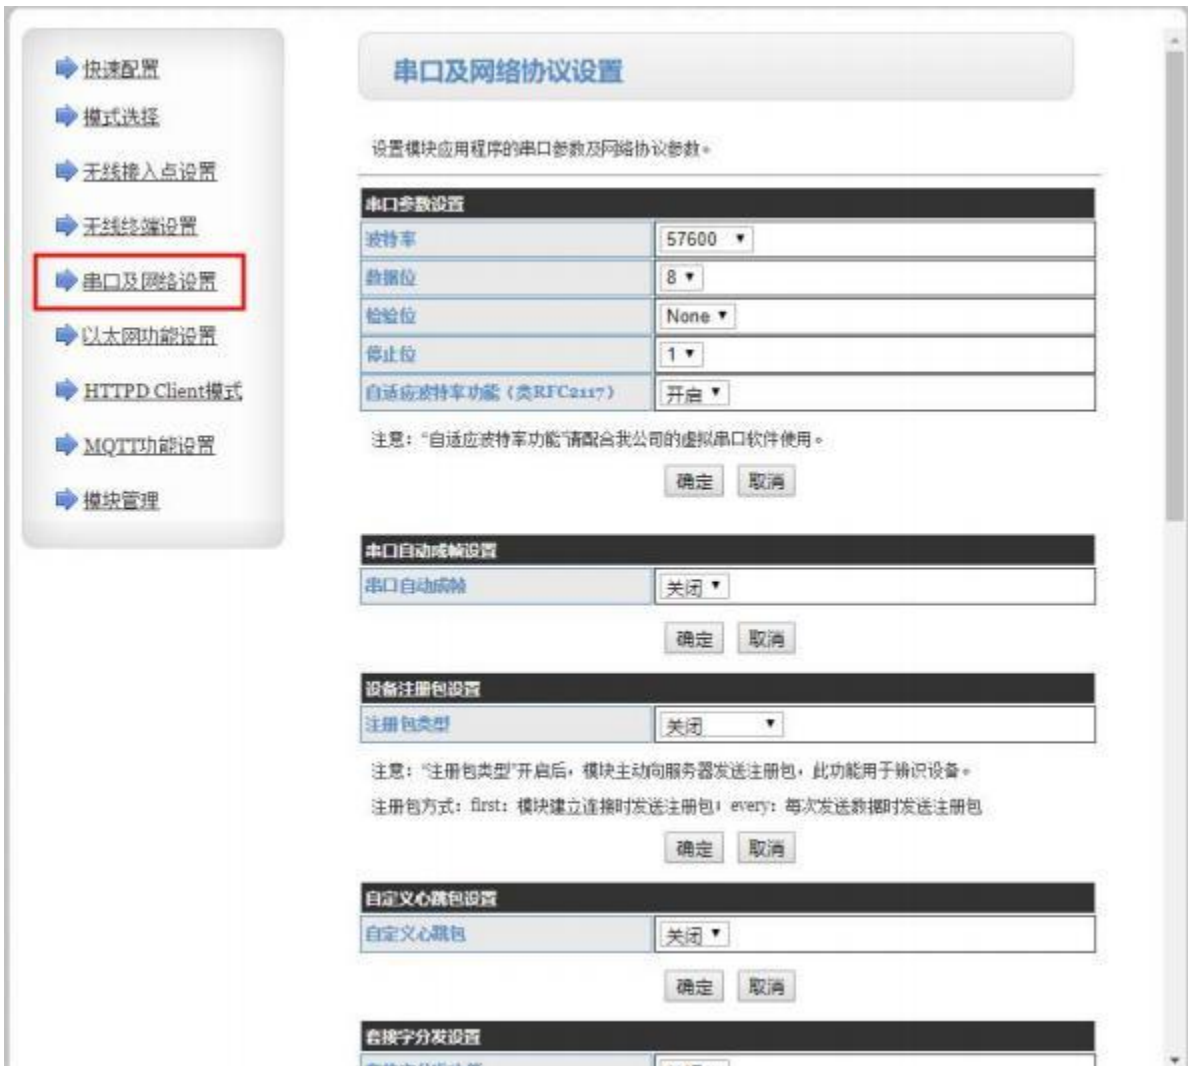 快速配置
模式选择
无线接入点设置
无线终端设置
串口及网络设置
以太网功能设置
HTTPD Client模式
MQTT功能设置
模块管理
串口及网络协议设置
设置模块应用程序的串口参数及网络协议参数。
串口参数设置
波特率 57600
数据位 8
检验位 None
停止位 1
自适应波特率功能（类RFC2117） 开启
注意：“自适应波特率功能”请配合我公司的虚拟串口软件使用。
确定 取消
串口自动成帧设置
串口自动成帧 关闭
确定 取消
设备注册包设置
注册包类型 关闭
注意：“注册包类型”开启后，模块主动向服务器发送注册包，此功能用于辨识设备。
注册包方式：first：模块建立连接时发送注册包；every：每次发送数据时发送注册包
确定 取消
自定义心跳包设置
自定义心跳包 关闭
确定 取消
套接字分发设置